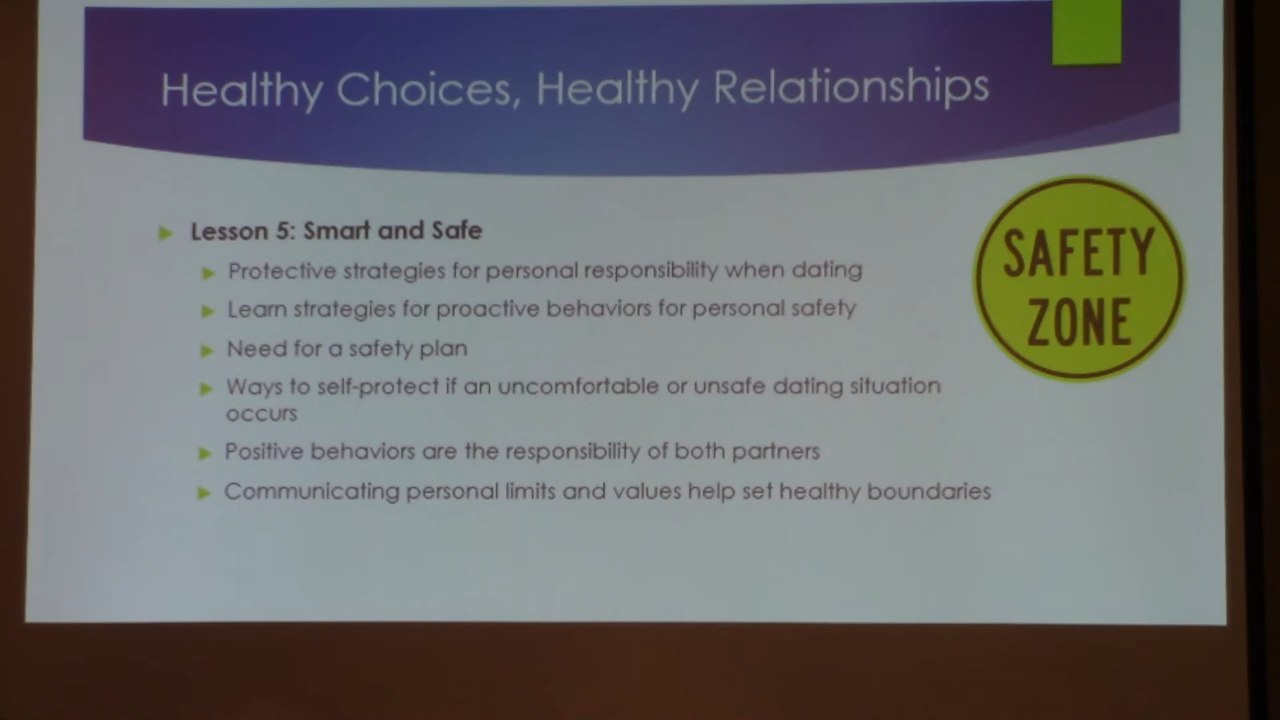 Healthy Choices, Healthy Relationships
Lesson 5: Smart and Safe
Protective strategies for personal responsibility when dating
Learn strategies for proactive behaviors for personal safety
Need for a safety plan
Ways to self-protect if an uncomfortable or unsafe dating situation
occurs
Positive behaviors are the responsibility of both partners
Communicating personal limits and values help set healthy boundaries
SAFETY
ZONE